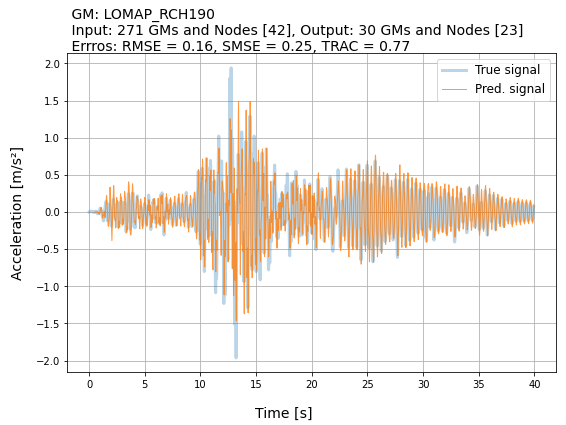 GM: LOMAP_RCH190
Input: 271 GMs and Nodes [42], Output: 30 GMs and Nodes [23]
Errros: RMSE = 0.16, SMSE = 0.25, TRAC = 0.77
True signal
Pred. signal
2.0
1.5
1.0
0.5
0.0
−0.5
−1.0
−1.5
−2.0
Acceleration [m/s²]
0 5 10 15 20 25 30 35 40
Time [s]